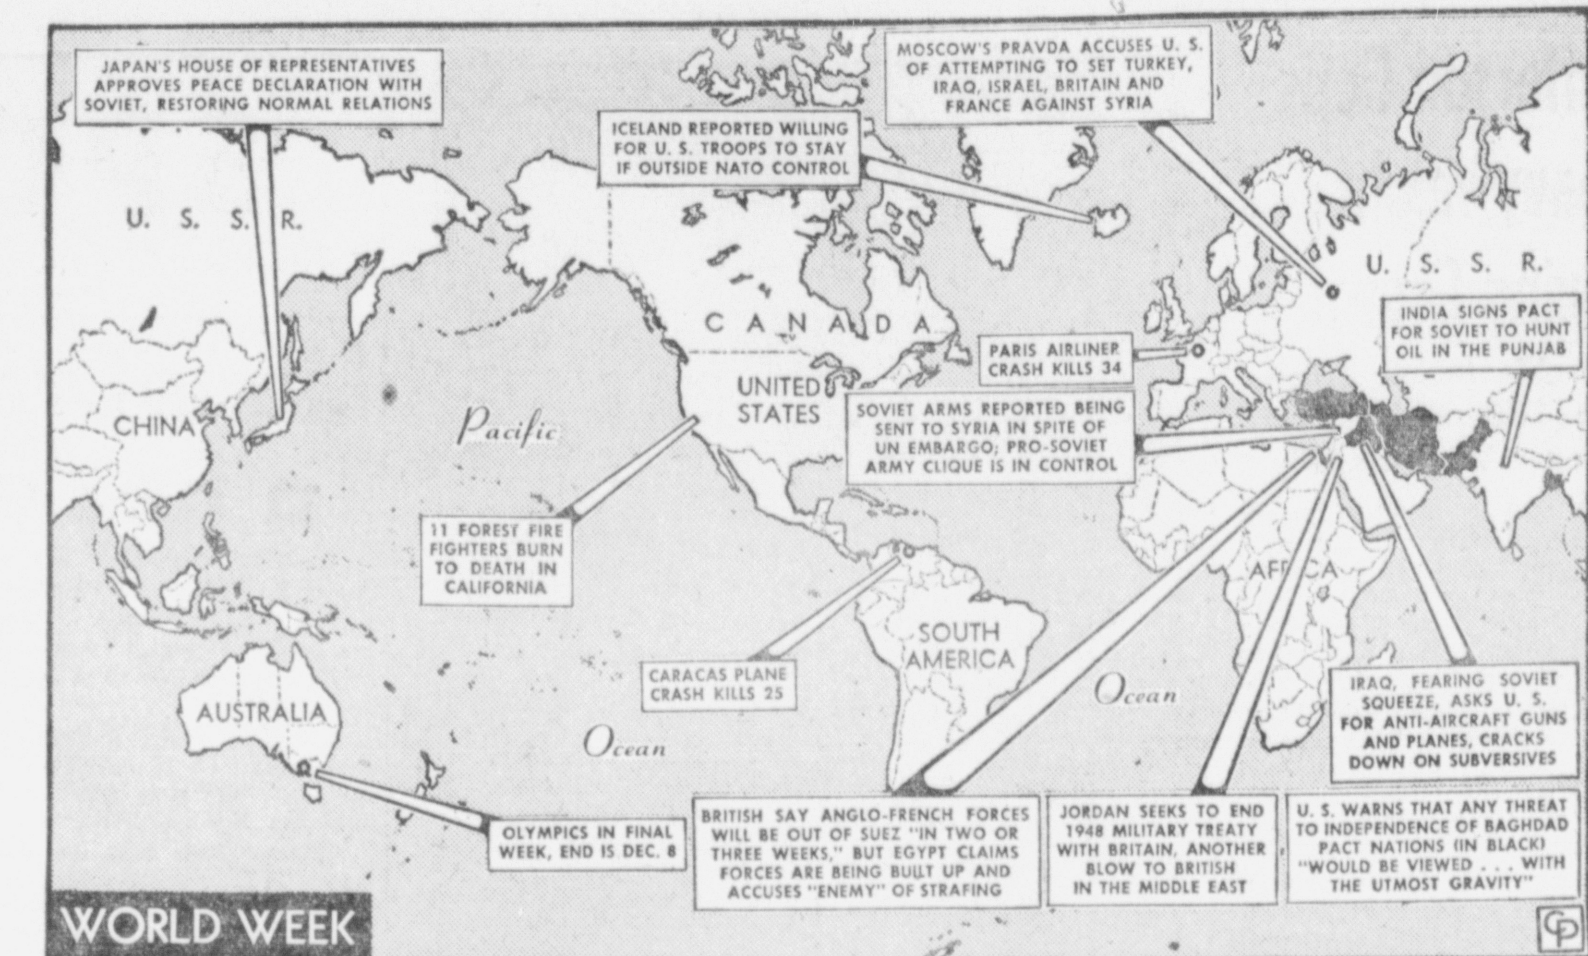 JAPAN'S HOUSE OF REPRESENTATIVES
APPROVES PEACE DECLARATION WITH
SOVIET, RESTORING NORMAL RELATIONS
MOSCOW'S PRAVDA ACCUSES U. S.
OF ATTEMPTING TO SET TURKEY,
IRAQ, ISRAEL, BRITAIN AND
FRANCE AGAINST SYRIA
ICELAND REPORTED WILLING
FOR U. S. TROOPS TO STAY
IF OUTSIDE NATO CONTROL
U. S. S. R.
U. S. S. R.
INDIA SIGNS PACT
FOR SOVIET TO HUNT
OIL IN THE PUNJAB
CANADA
PARIS AIRLINER
CRASH KILLS 34
UNITED
STATES
CHINA
Pacific
SOVIET ARMS REPORTED BEING
SENT TO SYRIA IN SPITE OF
UN EMBARGO; PRO-SOVIET
ARMY CLIQUE IS IN CONTROL
11 FOREST FIRE
FIGHTERS BURN
TO DEATH IN
CALIFORNIA
AFRICA
SOUTH
AMERICA
CARACAS PLANE
CRASH KILLS 25
Ocean
AUSTRALIA
Ocean
IRAQ, FEARING SOVIET
SQUEEZE, ASKS U. S.
FOR ANTI-AIRCRAFT GUNS
AND PLANES, CRACKS
DOWN ON SUBVERSIVES
OLYMPICS IN FINAL
WEEK, END IS DEC. 8
BRITISH SAY ANGLO-FRENCH FORCES
WILL BE OUT OF SUEZ "IN TWO OR
THREE WEEKS," BUT EGYPT CLAIMS
FORCES ARE BEING BUILT UP AND
ACCUSES "ENEMY" OF STRAFING
JORDAN SEEKS TO END
1948 MILITARY TREATY
WITH BRITAIN, ANOTHER
BLOW TO BRITISH
IN THE MIDDLE EAST
U. S. WARNS THAT ANY THREAT
TO INDEPENDENCE OF BAGHDAD
PACT NATIONS (IN BLACK)
"WOULD BE VIEWED . . . WITH
THE UTMOST GRAVITY"
WORLD WEEK
CP